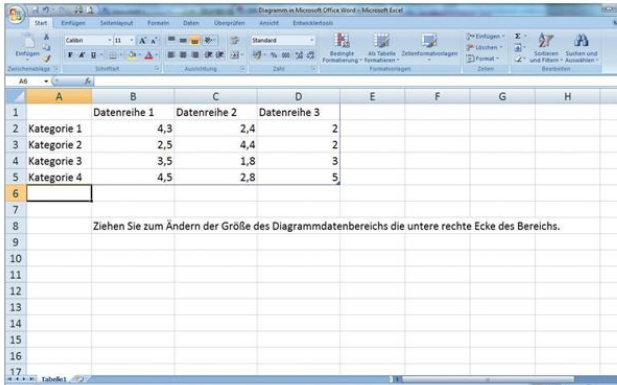 Diagramm in Microsoft Office Word - Microsoft Excel
Start Einfügen Seitenlayout Formeln Daten Überprüfen Ansicht Entwicklertools
Calibri 11 Standard Einfügen Σ
Löschen
Einfügen F K U Bedingte Als Tabelle Zellenformatvorlagen Format Sortieren Suchen und
Formatierung formatieren und Filtern Auswählen
Zwischenablage Schriftart Ausrichtung Zahl Formatvorlagen Zellen Bearbeiten
A6 fx
A B C D E F G H
1 Datenreihe 1 Datenreihe 2 Datenreihe 3
2 Kategorie 1 4,3 2,4 2
3 Kategorie 2 2,5 4,4 2
4 Kategorie 3 3,5 1,8 3
5 Kategorie 4 4,5 2,8 5
6
7
8 Ziehen Sie zum Ändern der Größe des Diagrammdatenbereichs die untere rechte Ecke des Bereichs.
9
10
11
12
13
14
15
16
17
Tabelle1